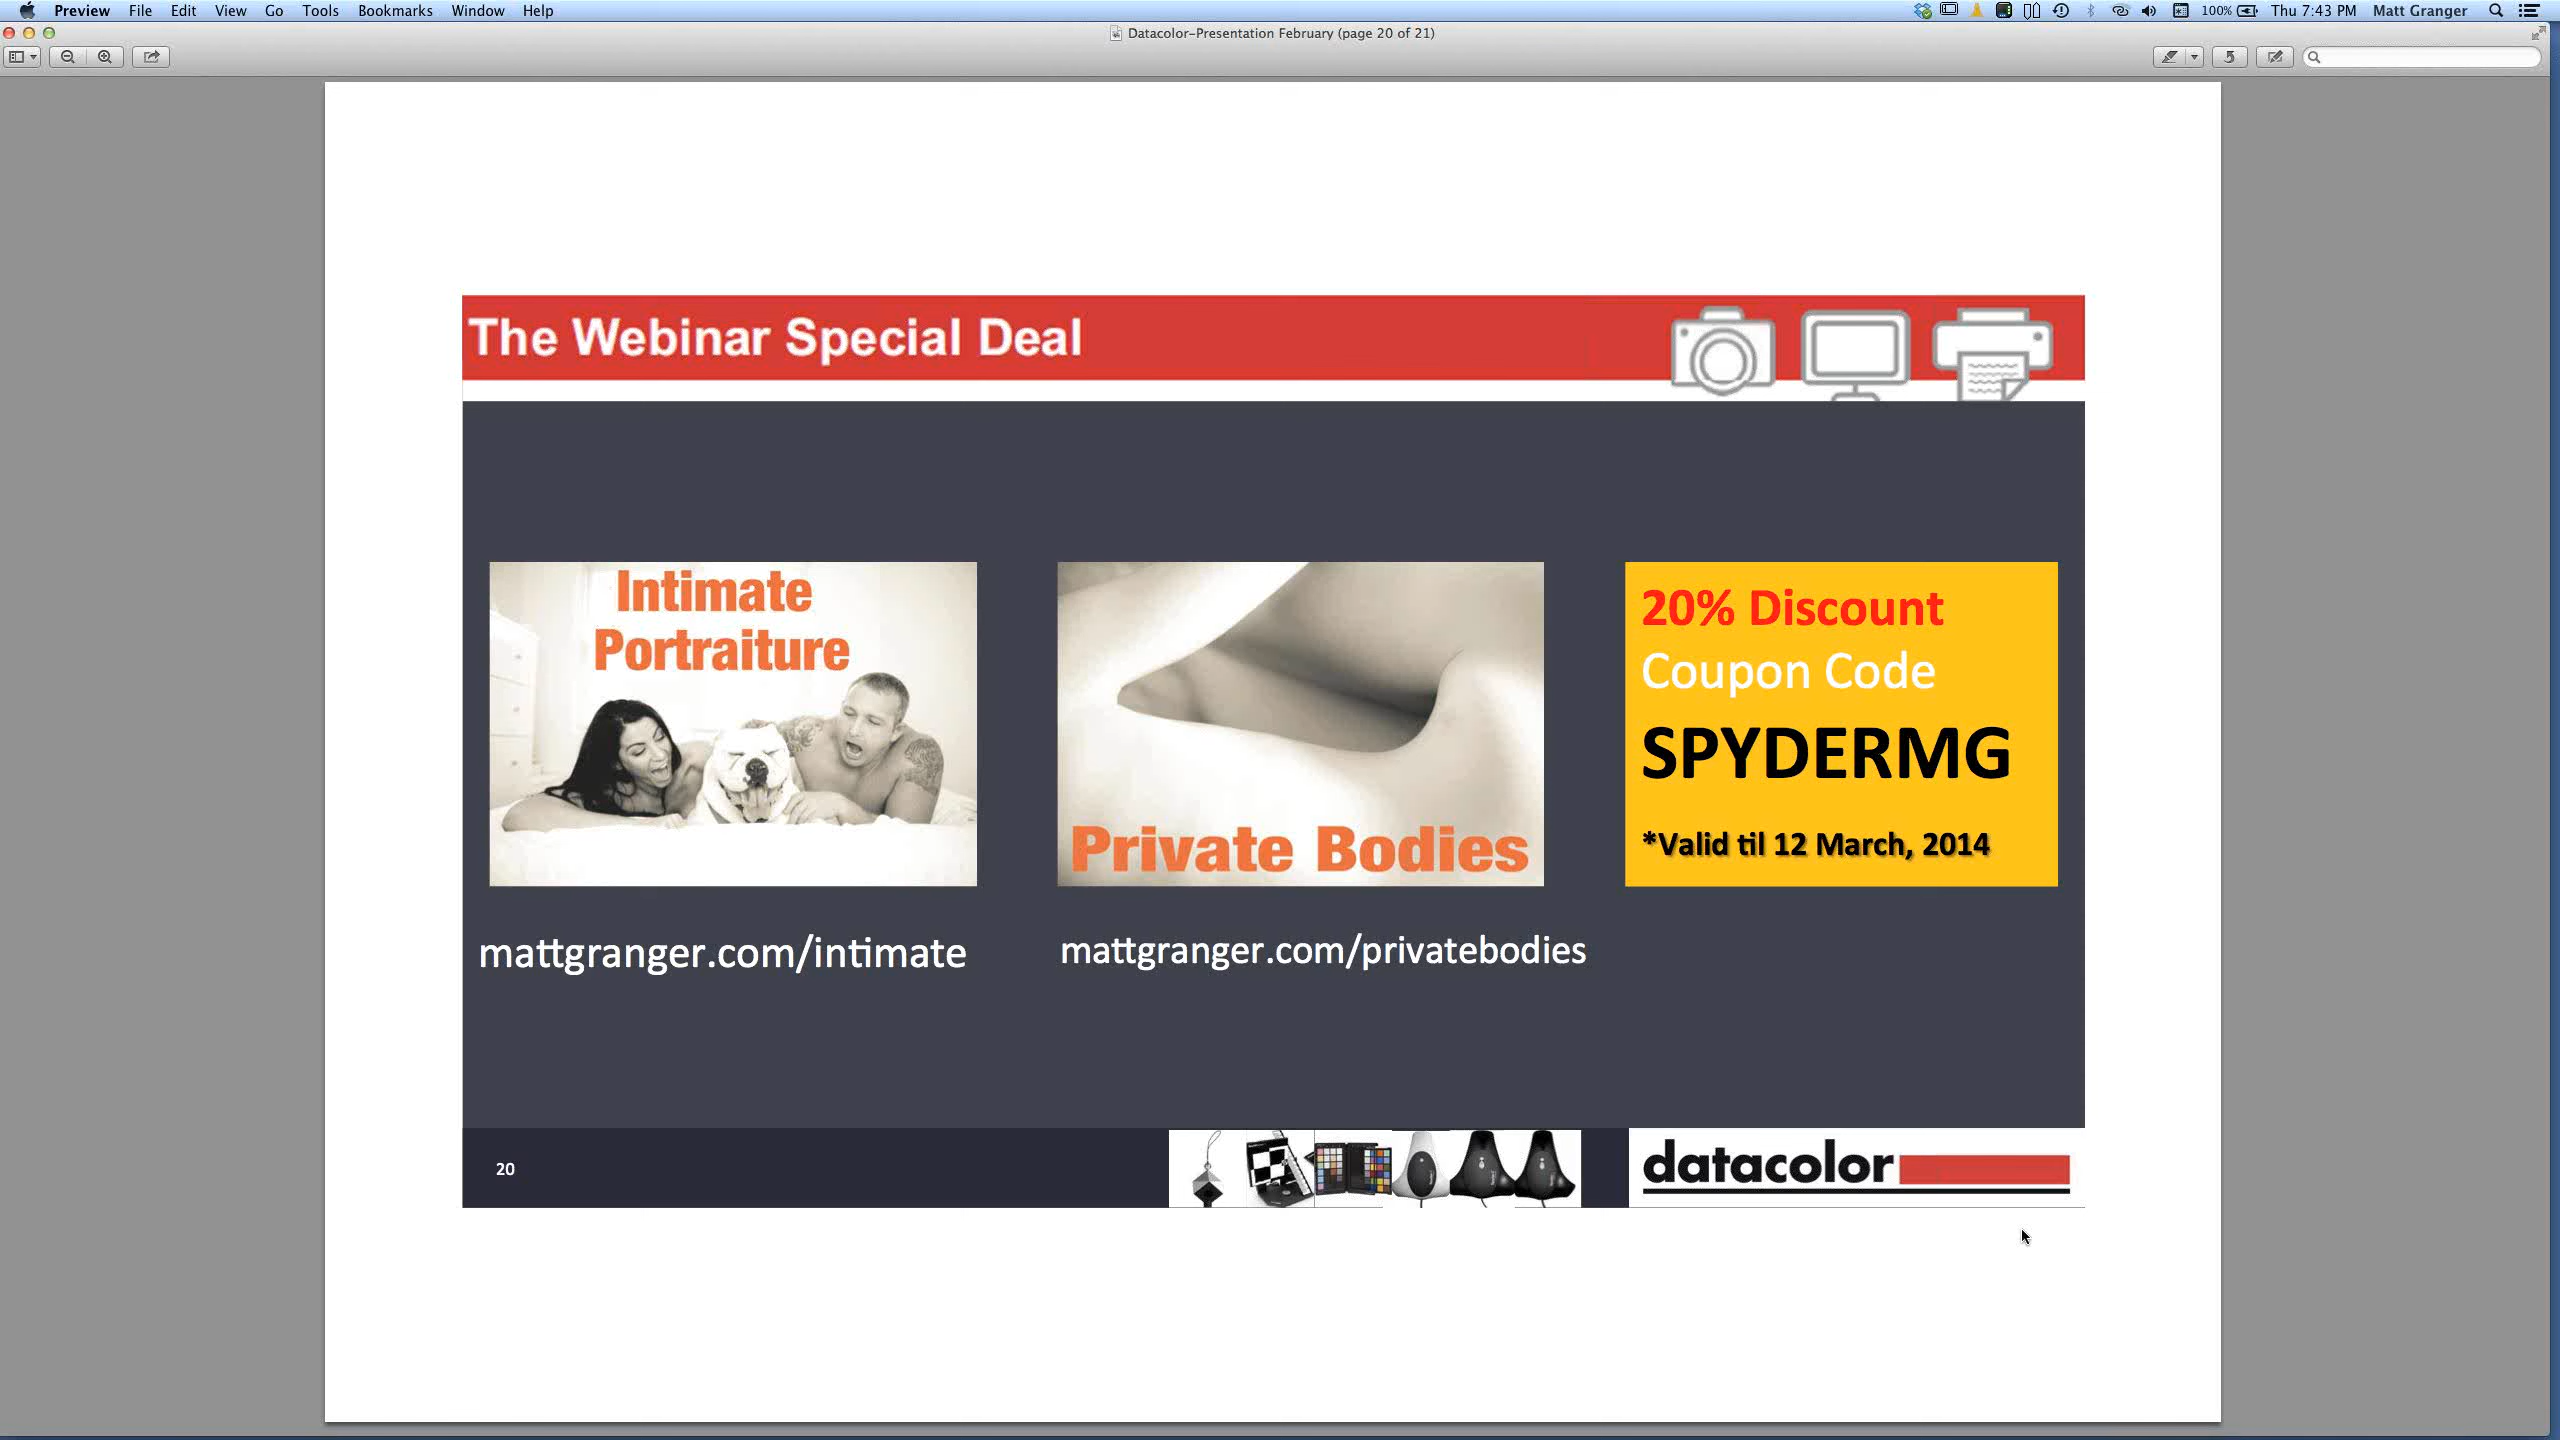 Preview File Edit View Go Tools Bookmarks Window Help
100% Thu 7:43 PM Matt Granger
Datacolor-Presentation February (page 20 of 21)
The Webinar Special Deal
Intimate
Portraiture
Private Bodies
20% Discount
Coupon Code
SPYDERMG
*Valid til 12 March, 2014
mattgranger.com/intimate
mattgranger.com/privatebodies
20
datacolor